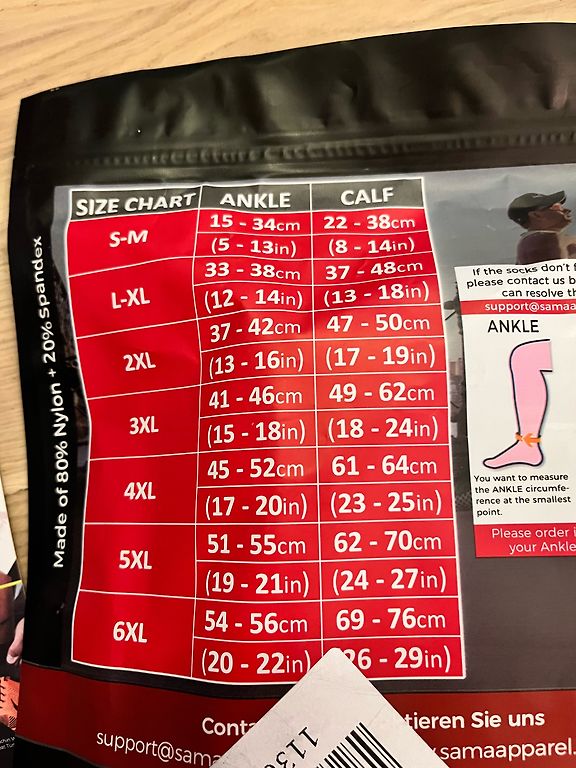 SIZE CHART ANKLE CALF
S-M 15 - 34cm 22 - 38cm
(5 - 13in) (8 - 14in)
L-XL 33 - 38cm 37 - 48cm
(12 - 14in) (13 - 18in)
2XL 37 - 42cm 47 - 50cm
(13 - 16in) (17 - 19in)
3XL 41 - 46cm 49 - 62cm
(15 - 18in) (18 - 24in)
4XL 45 - 52cm 61 - 64cm
(17 - 20in) (23 - 25in)
5XL 51 - 55cm 62 - 70cm
(19 - 21in) (24 - 27in)
6XL 54 - 56cm 69 - 76cm
(20 - 22in) 26 - 29in)
Made of 80% Nylon + 20% Spandex
If the socks don't
please contact us
can resolve
support@samaa
ANKLE
You want to measure
the ANKLE circumfe-
rence at the smallest
point.
Please order
your Ankle
Conta tieren Sie uns
support@sama samaapparel.